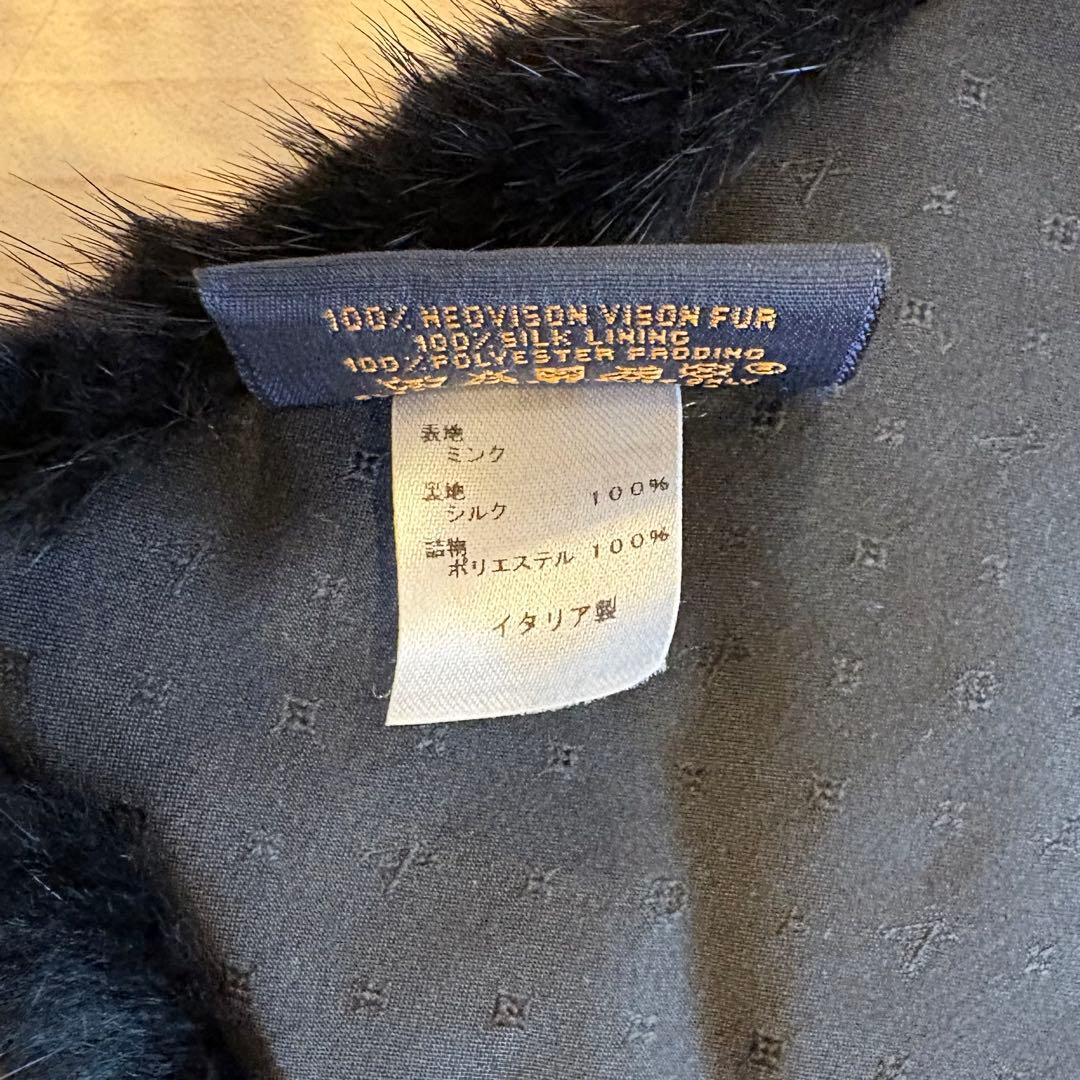 100% NEOVISON VISON FUR
100% SILK LINING
100% POLYESTER PADDING
表地
ミンク
裏地
シルク 100%
詰物
ポリエステル 100%
イタリア製